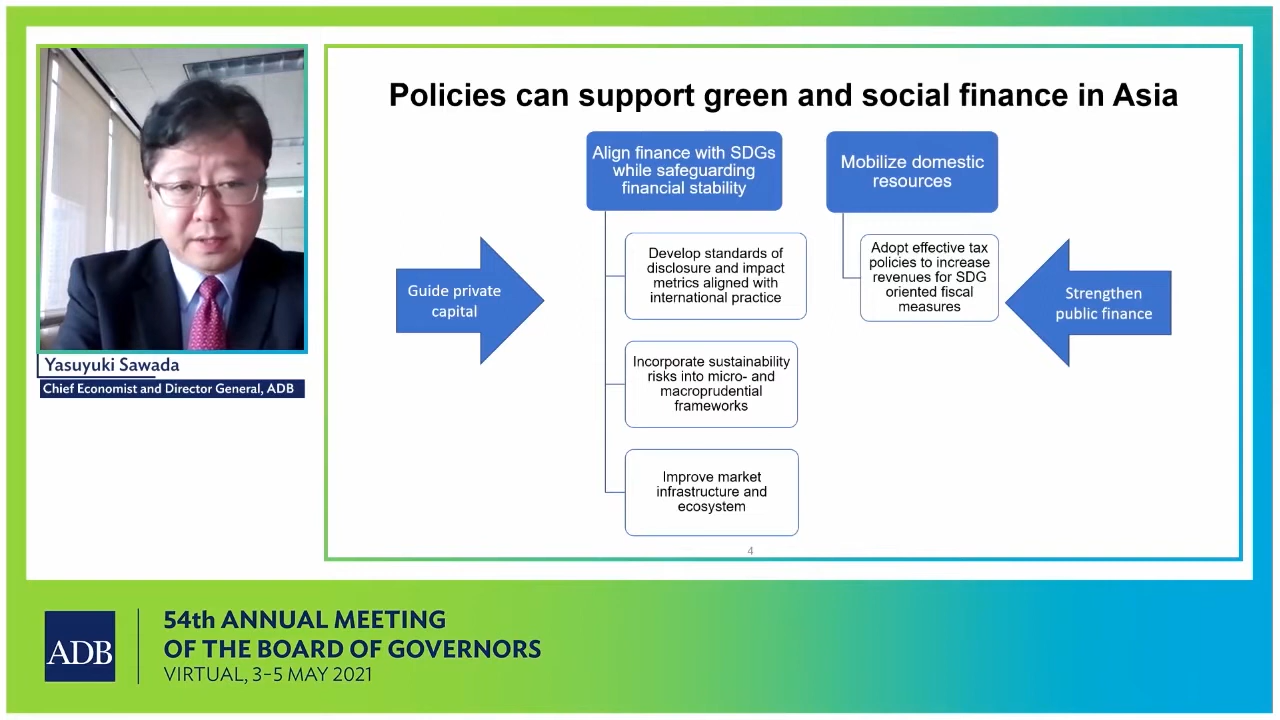 Policies can support green and social finance in Asia
Align finance with SDGs
while safeguarding
financial stability
Mobilize domestic
resources
Guide private
capital
Develop standards of
disclosure and impact
metrics aligned with
international practice
Adopt effective tax
policies to increase
revenues for SDG
oriented fiscal
measures
Strengthen
public finance
Incorporate sustainability
risks into micro- and
macroprudential
frameworks
Improve market
infrastructure and
ecosystem
4
Yasuyuki Sawada
Chief Economist and Director General, ADB
ADB
54th ANNUAL MEETING
OF THE BOARD OF GOVERNORS
VIRTUAL, 3–5 MAY 2021